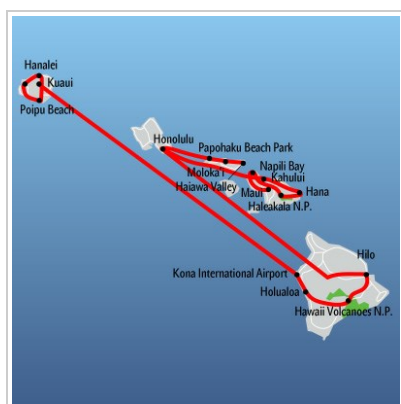 Hanalei
Kuaui
Poipu Beach
Honolulu
Papohaku Beach Park
Moloka'i
Napili Bay
Haiawa Valley
Kahului
Maui
Hana
Haleakala N.P.
Hilo
Kona International Airport
Holualoa
Hawaii Volcanoes N.P.